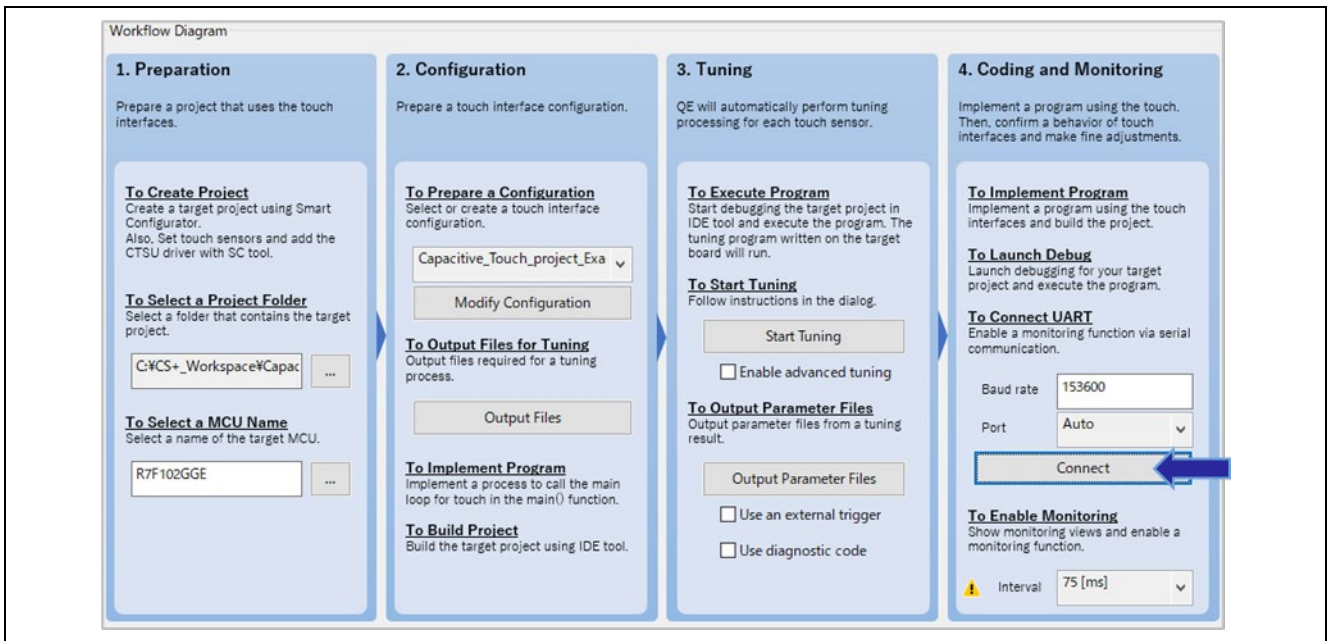 Workflow Diagram
1. Preparation
Prepare a project that uses the touch
interfaces.
To Create Project
Create a target project using Smart
Configurator.
Also, Set touch sensors and add the
CTSU driver with SC tool.
To Select a Project Folder
Select a folder that contains the target
project.
C:¥CS+_Workspace¥Capac
...
To Select a MCU Name
Select a name of the target MCU.
R7F102GGE
...
2. Configuration
Prepare a touch interface configuration.
To Prepare a Configuration
Select or create a touch interface
configuration.
Capacitive_Touch_project_Exa
Modify Configuration
To Output Files for Tuning
Output files required for a tuning
process.
Output Files
To Implement Program
Implement a process to call the main
loop for touch in the main() function.
To Build Project
Build the target project using IDE tool.
3. Tuning
QE will automatically perform tuning
processing for each touch sensor.
To Execute Program
Start debugging the target project in
IDE tool and execute the program. The
tuning program written on the target
board will run.
To Start Tuning
Follow instructions in the dialog.
Start Tuning
Enable advanced tuning
To Output Parameter Files
Output parameter files from a tuning
result.
Output Parameter Files
Use an external trigger
Use diagnostic code
4. Coding and Monitoring
Implement a program using the touch.
Then, confirm a behavior of touch
interfaces and make fine adjustments.
To Implement Program
Implement a program using the touch
interfaces and build the project.
To Launch Debug
Launch debugging for your target
project and execute the program.
To Connect UART
Enable a monitoring function via serial
communication.
Baud rate 153600
Port Auto
Connect
To Enable Monitoring
Show monitoring views and enable a
monitoring function.
Interval 75 [ms]